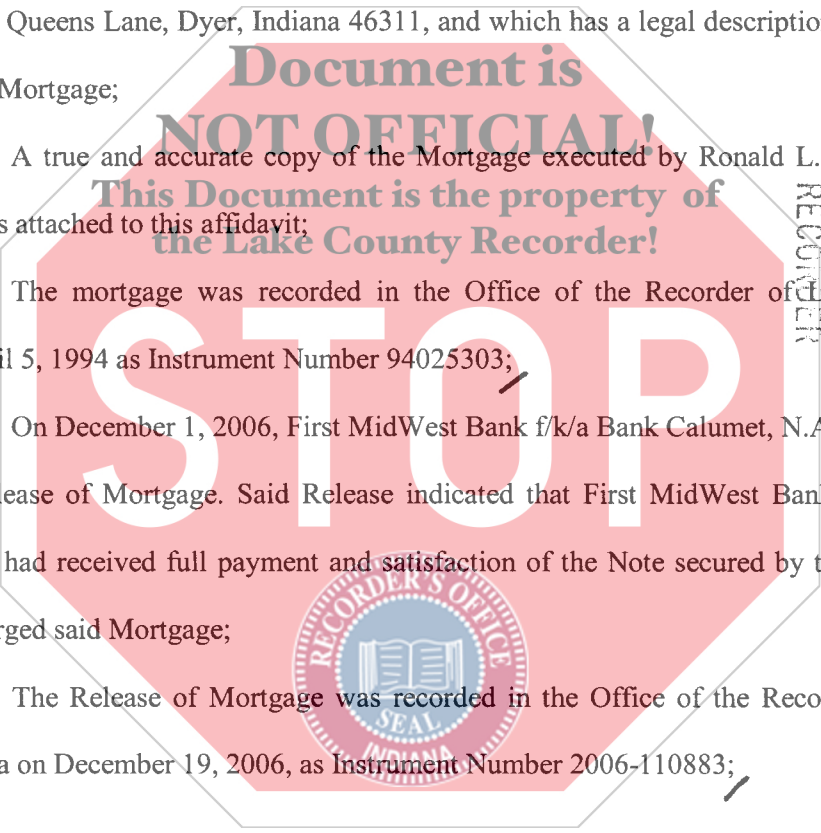 Queens Lane, Dyer, Indiana 46311, and which has a legal descriptio
Document is
Mortgage;
NOT OFFICIAL!
A true and accurate copy of the Mortgage executed by Ronald L.
This Document is the property of
s attached to this affidavit;
the Lake County Recorder!
RECORDER
The mortgage was recorded in the Office of the Recorder of L
il 5, 1994 as Instrument Number 94025303;
STOP
On December 1, 2006, First MidWest Bank f/k/a Bank Calumet, N.A
lease of Mortgage. Said Release indicated that First MidWest Ban
had received full payment and satisfaction of the Note secured by t
rged said Mortgage;
RECORDER'S OFFICE
SEAL
INDIANA
The Release of Mortgage was recorded in the Office of the Reco
a on December 19, 2006, as Instrument Number 2006-110883;